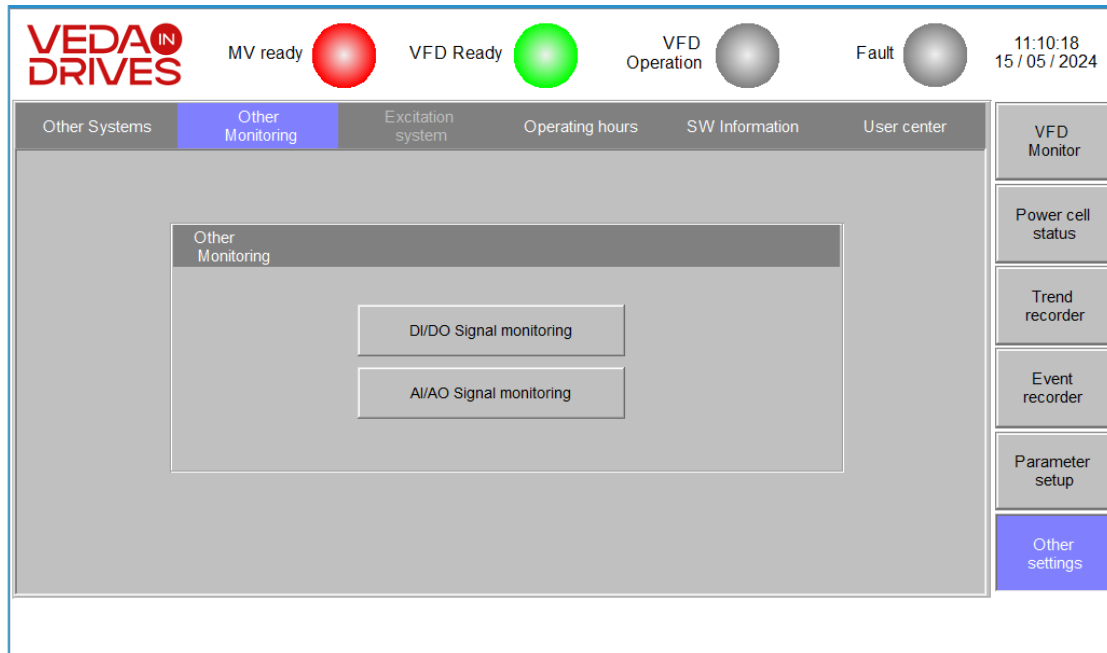 VEDA IN
DRIVES
MV ready
VFD Ready
VFD
Operation
Fault
11:10:18
15 / 05 / 2024
Other Systems
Other
Monitoring
Excitation
system
Operating hours
SW Information
User center
Other
Monitoring
DI/DO Signal monitoring
AI/AO Signal monitoring
VFD
Monitor
Power cell
status
Trend
recorder
Event
recorder
Parameter
setup
Other
settings